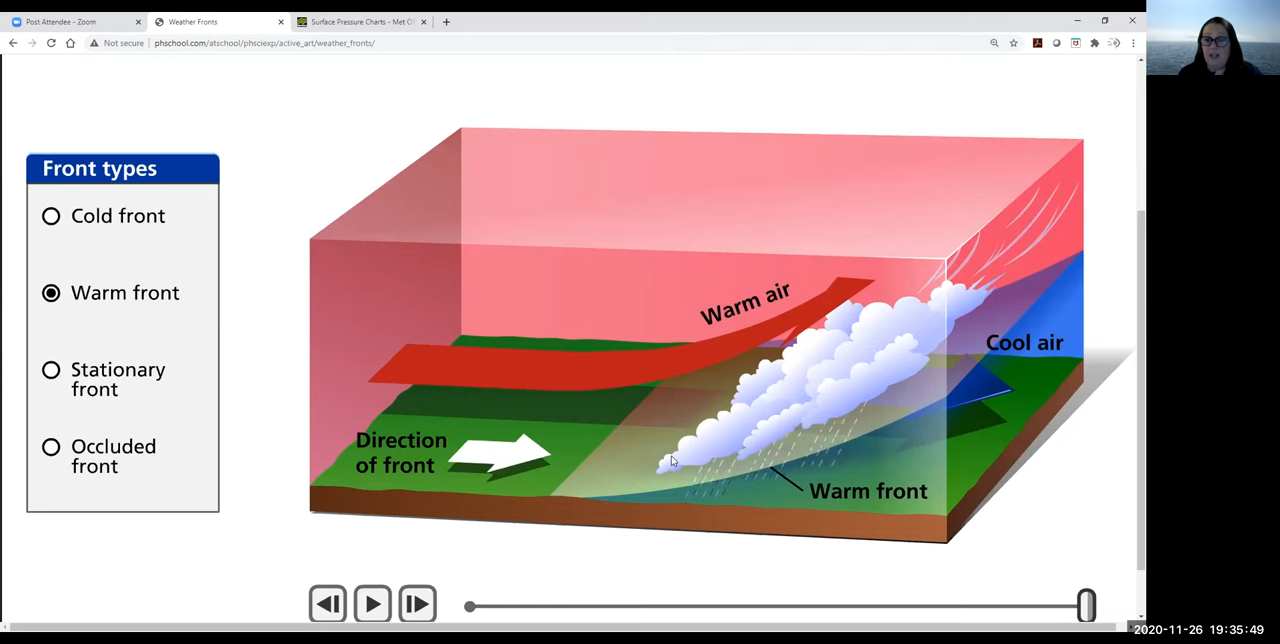 Post Attendee - Zoom
Weather Fronts
Surface Pressure Charts - Met O
Not secure
phschool.com/atschool/phsciexp/active_art/weather_fronts/
Front types
Cold front
Warm front
Stationary
front
Occluded
front
Warm air
Cool air
Direction
of front
Warm front
2020-11-26 19:35:49